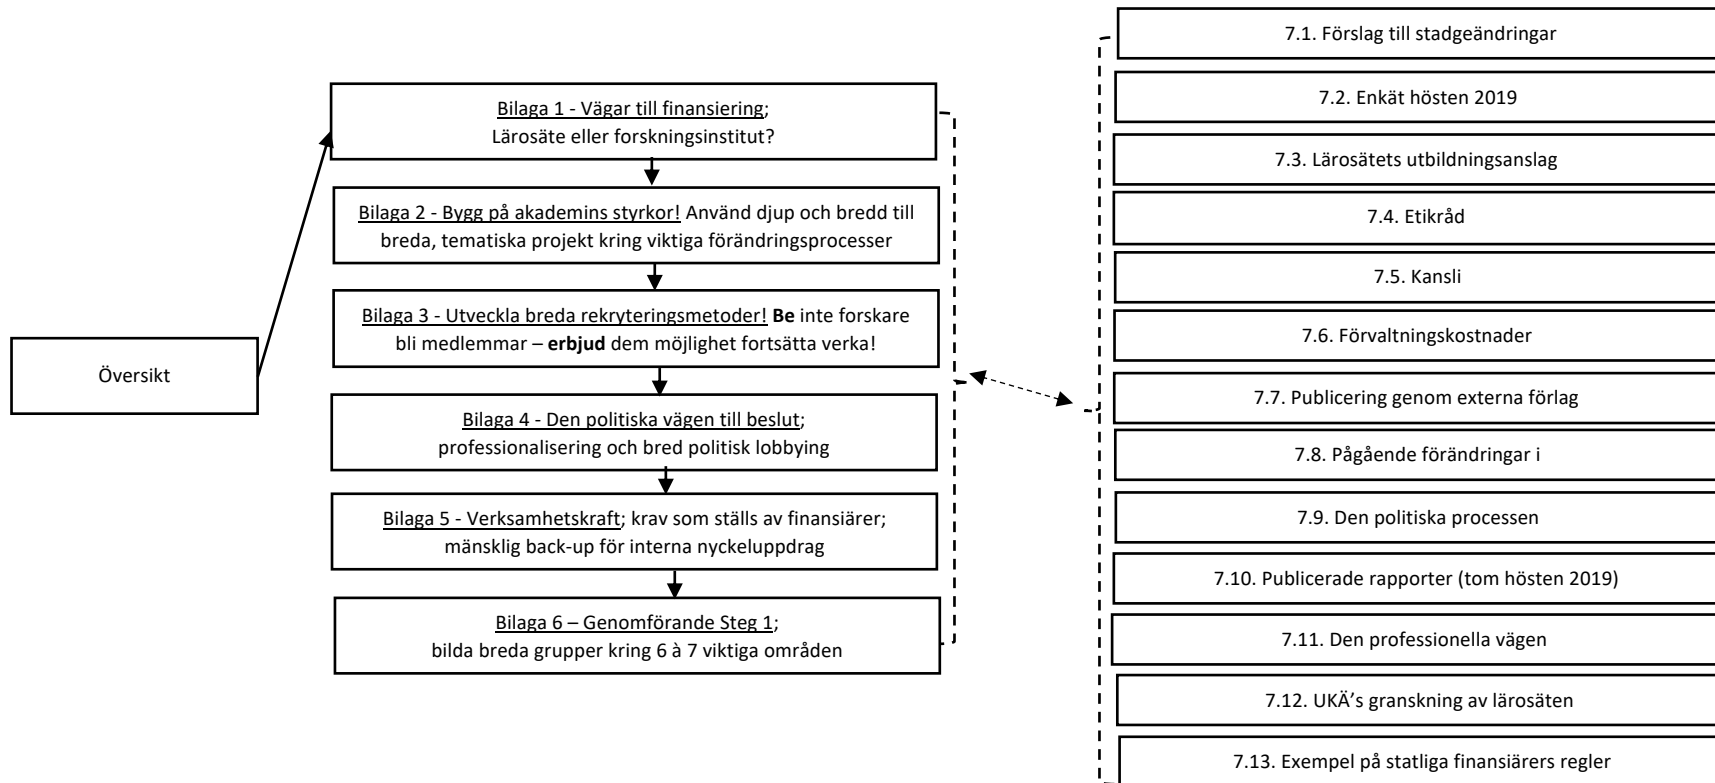 Översikt
Bilaga 1 - Vägar till finansiering;
Lärosäte eller forskningsinstitut?
Bilaga 2 - Bygg på akademins styrkor! Använd djup och bredd till
breda, tematiska projekt kring viktiga förändringsprocesser
Bilaga 3 - Utveckla breda rekryteringsmetoder! Be inte forskare
bli medlemmar – erbjud dem möjlighet fortsätta verka!
Bilaga 4 - Den politiska vägen till beslut;
professionalisering och bred politisk lobbying
Bilaga 5 - Verksamhetskraft; krav som ställs av finansiärer;
mänsklig back-up för interna nyckeluppdrag
Bilaga 6 – Genomförande Steg 1;
bilda breda grupper kring 6 à 7 viktiga områden
7.1. Förslag till stadgeändringar
7.2. Enkät hösten 2019
7.3. Lärosätets utbildningsanslag
7.4. Etikråd
7.5. Kansli
7.6. Förvaltningskostnader
7.7. Publicering genom externa förlag
7.8. Pågående förändringar i
7.9. Den politiska processen
7.10. Publicerade rapporter (tom hösten 2019)
7.11. Den professionella vägen
7.12. UKÄ's granskning av lärosäten
7.13. Exempel på statliga finansiärers regler